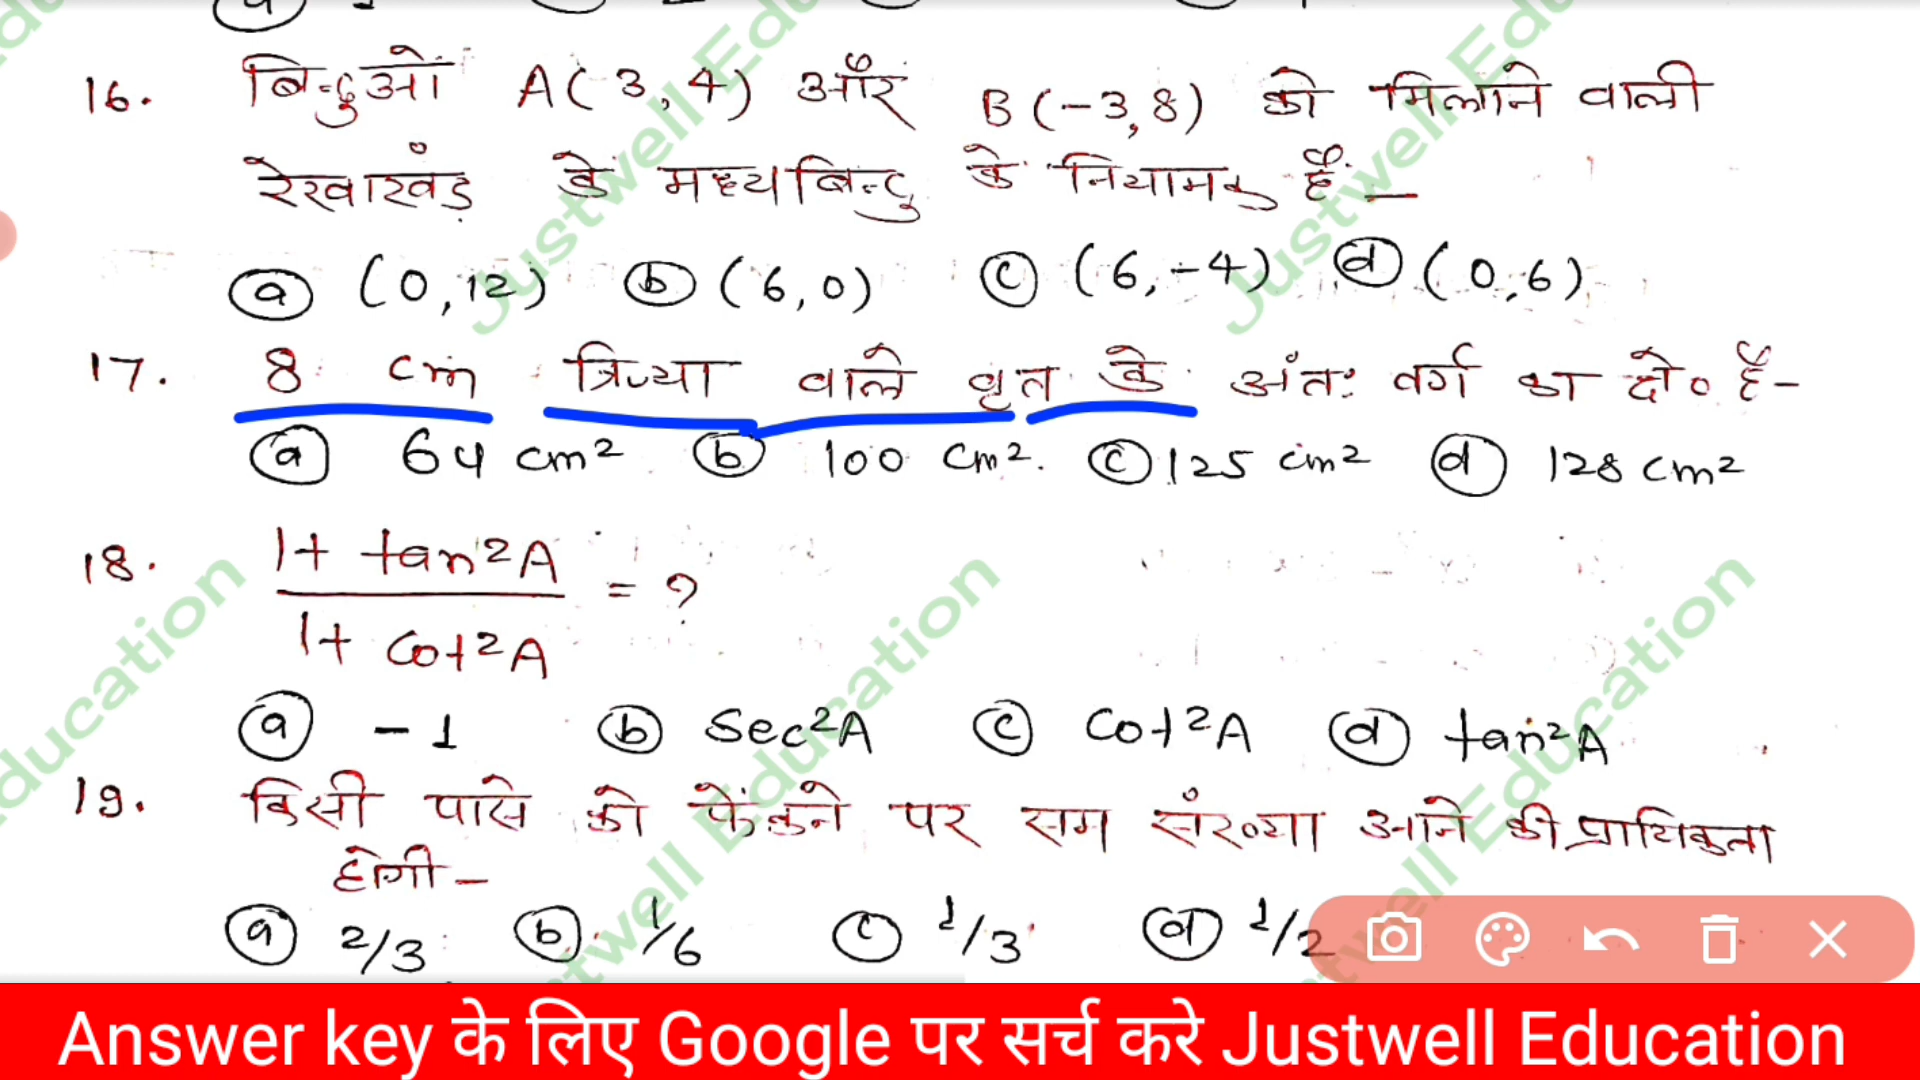 16. बिन्दुओं A(3,4) और B(-3,8) को मिलाने वाली
रेखाखंड के मध्यबिन्दु के नियामक हैं –
(a) (0,12) (b) (6,0) (c) (6,-4) (d) (0,6)
17. 8 cm त्रिज्या वाले वृत के अंतः वर्ग का क्षे० है-
(a) 64 cm² (b) 100 cm². (c) 125 cm² (d) 128 cm²
18. 1+ tan²A / 1+ cot²A = ?
(a) -1 (b) Sec²A (c) Cot²A (d) tan²A
19. किसी पासे को फेंकने पर सम संख्या आने की प्रायिकता
होगी –
(a) 2/3 (b) 1/6 (c) 1/3 (d) 1/2
Answer key के लिए Google पर सर्च करे Justwell Education
Justwell Education